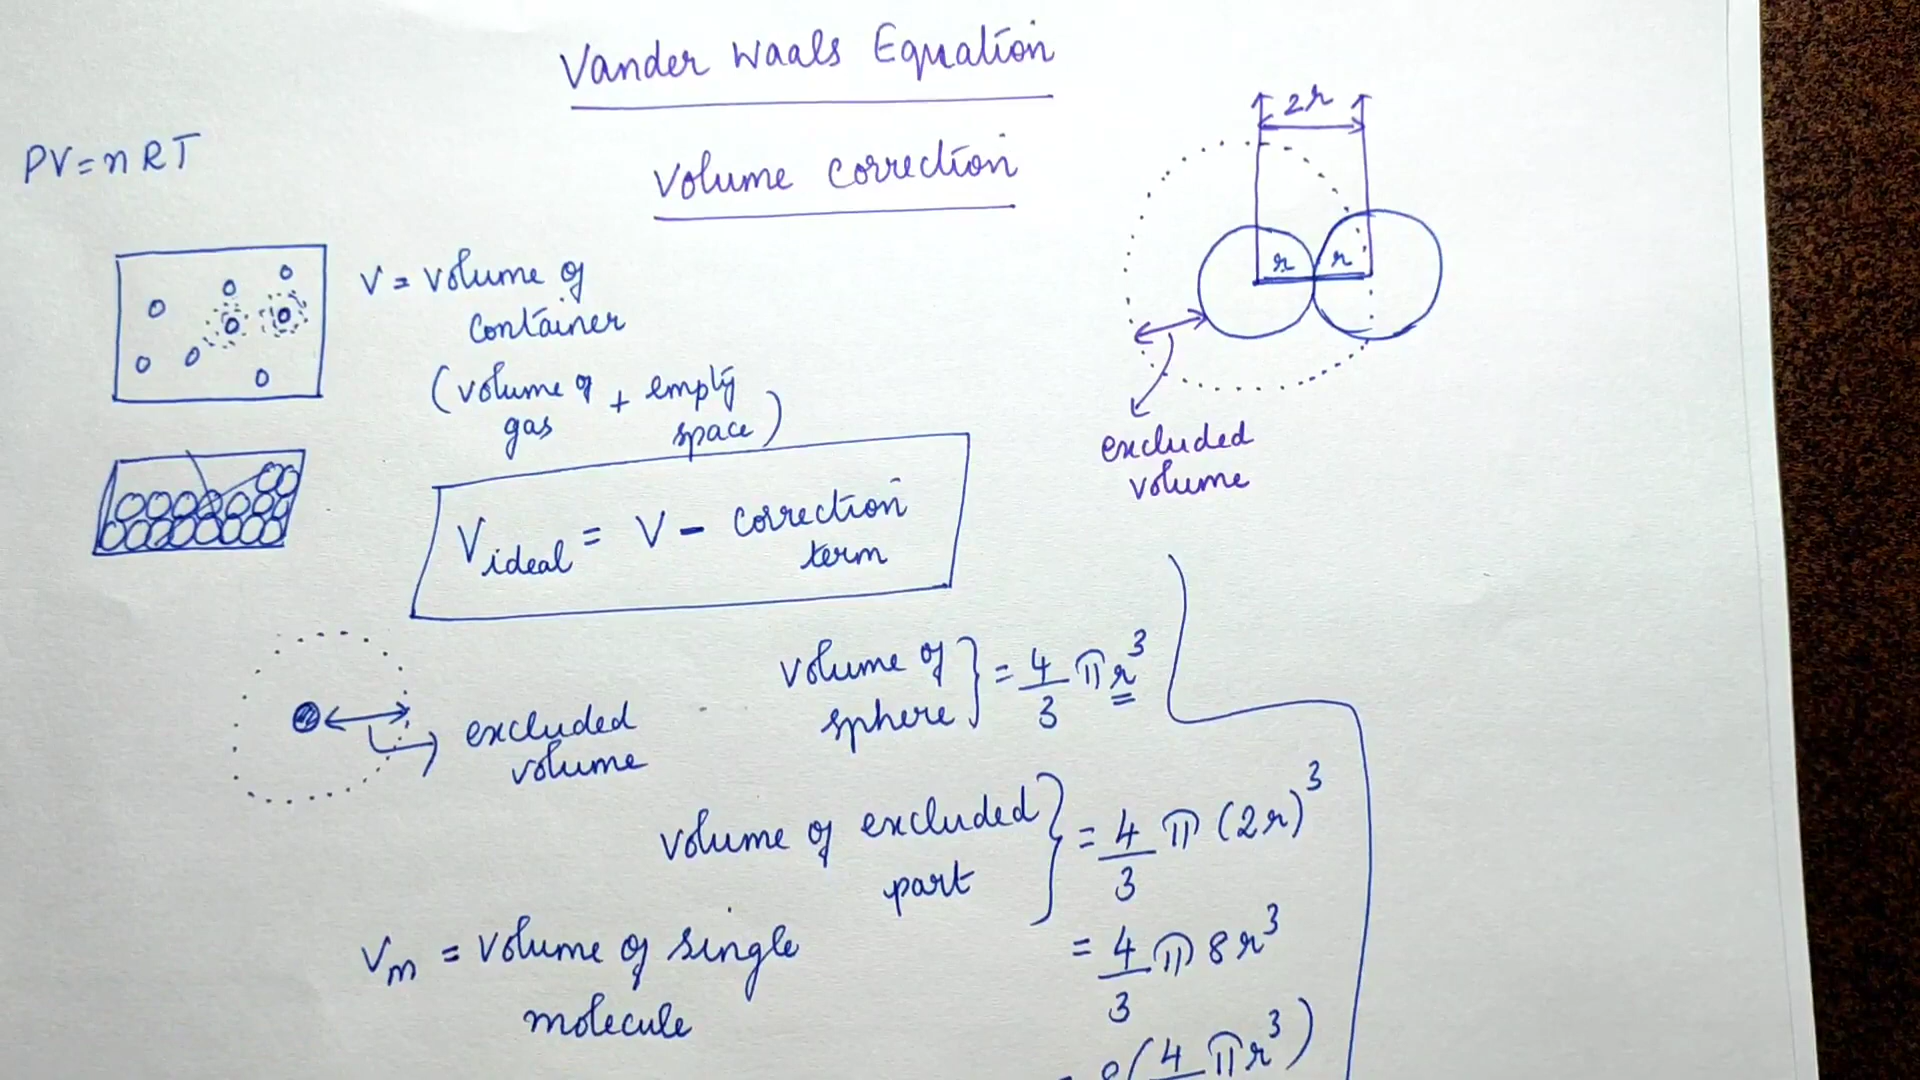 Vander Waals Equation
Volume correction
PV = nRT
V = Volume of
container
(volume of + empty
gas space)
V ideal = V - correction
term
2r
r r
excluded
volume
excluded
volume
Volume of } = 4/3 π r³
sphere
Volume of excluded } = 4/3 π (2r)³
part
= 4/3 π 8r³
Vm = Volume of single
molecule